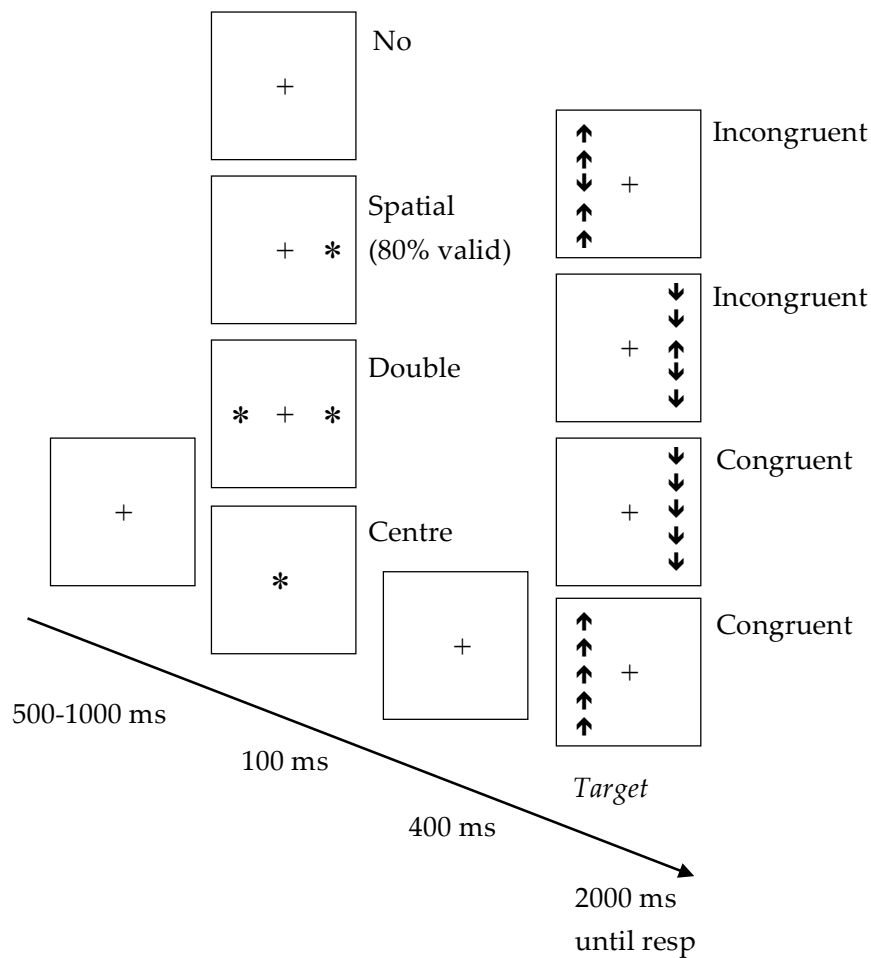 No
Spatial
(80% valid)
Double
Centre
Incongruent
Incongruent
Congruent
Congruent
500-1000 ms
100 ms
400 ms
Target
2000 ms
until resp